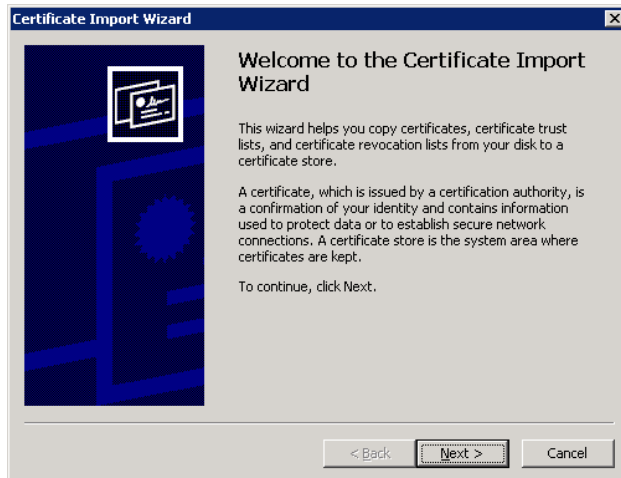 Certificate Import Wizard
Welcome to the Certificate Import
Wizard
This wizard helps you copy certificates, certificate trust
lists, and certificate revocation lists from your disk to a
certificate store.
A certificate, which is issued by a certification authority, is
a confirmation of your identity and contains information
used to protect data or to establish secure network
connections. A certificate store is the system area where
certificates are kept.
To continue, click Next.
< Back Next > Cancel